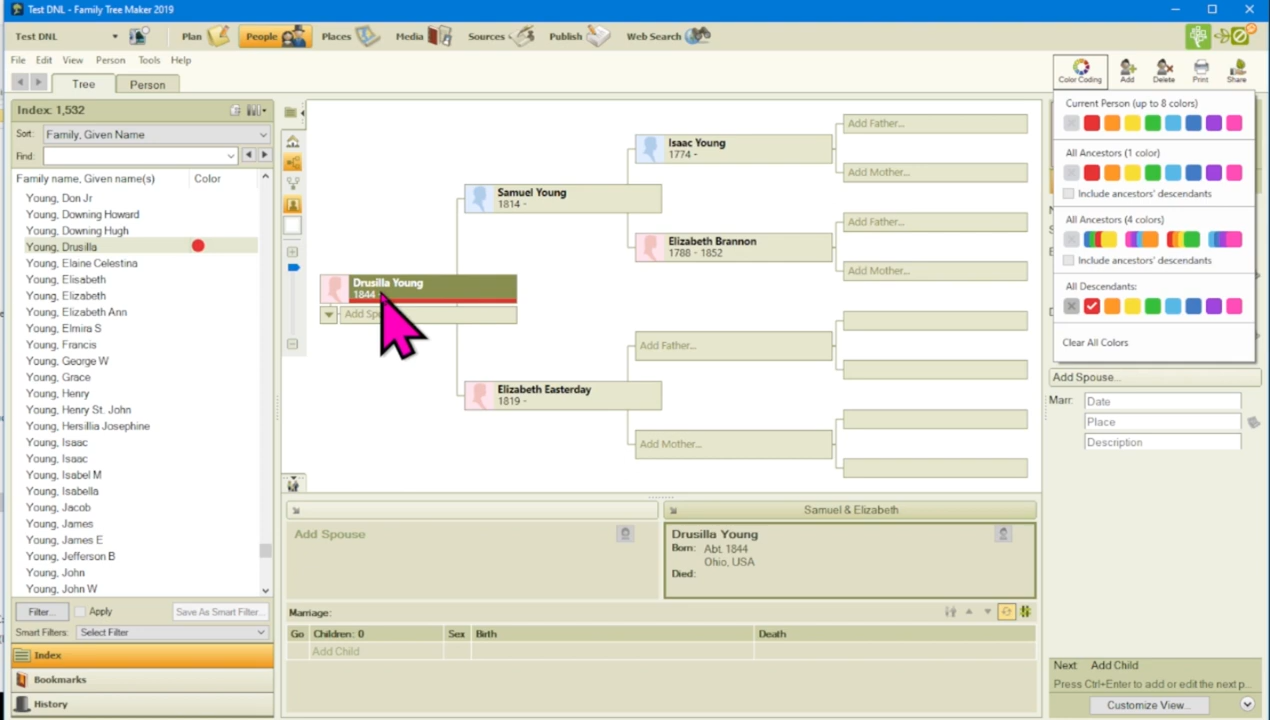 Test DNL - Family Tree Maker 2019
Test DNL
Plan
People
Places
Media
Sources
Publish
Web Search
File Edit View Person Tools Help
Tree
Person
Color Coding
Add
Delete
Print
Share
Index: 1,532
Sort: Family, Given Name
Find:
Family name, Given name(s) Color
Young, Don Jr
Young, Downing Howard
Young, Downing Hugh
Young, Drusilla
Young, Elaine Celestina
Young, Elisabeth
Young, Elizabeth
Young, Elizabeth Ann
Young, Elmira S
Young, Francis
Young, George W
Young, Grace
Young, Henry
Young, Henry St. John
Young, Hersillia Josephine
Young, Isaac
Young, Isaac
Young, Isabel M
Young, Isabella
Young, Jacob
Young, James
Young, James E
Young, Jefferson B
Young, John
Young, John W
Filter...
Apply
Save As Smart Filter...
Smart Filters: Select Filter
Index
Bookmarks
History
Drusilla Young
1844
Samuel Young
1814 -
Elizabeth Easterday
1819 -
Isaac Young
1774 -
Elizabeth Brannon
1788 - 1852
Add Father...
Add Mother...
Add Father...
Add Mother...
Add Father...
Add Mother...
Add Spouse
Samuel & Elizabeth
Drusilla Young
Born: Abt. 1844
Ohio, USA
Died:
Marriage:
Go Children: 0 Sex Birth Death
Add Child
Current Person (up to 8 colors)
All Ancestors (1 color)
Include ancestors' descendants
All Ancestors (4 colors)
Include ancestors' descendants
All Descendants:
Clear All Colors
Add Spouse...
Marr: Date
Place
Description
Next: Add Child
Press Ctrl+Enter to add or edit the next p...
Customize View...